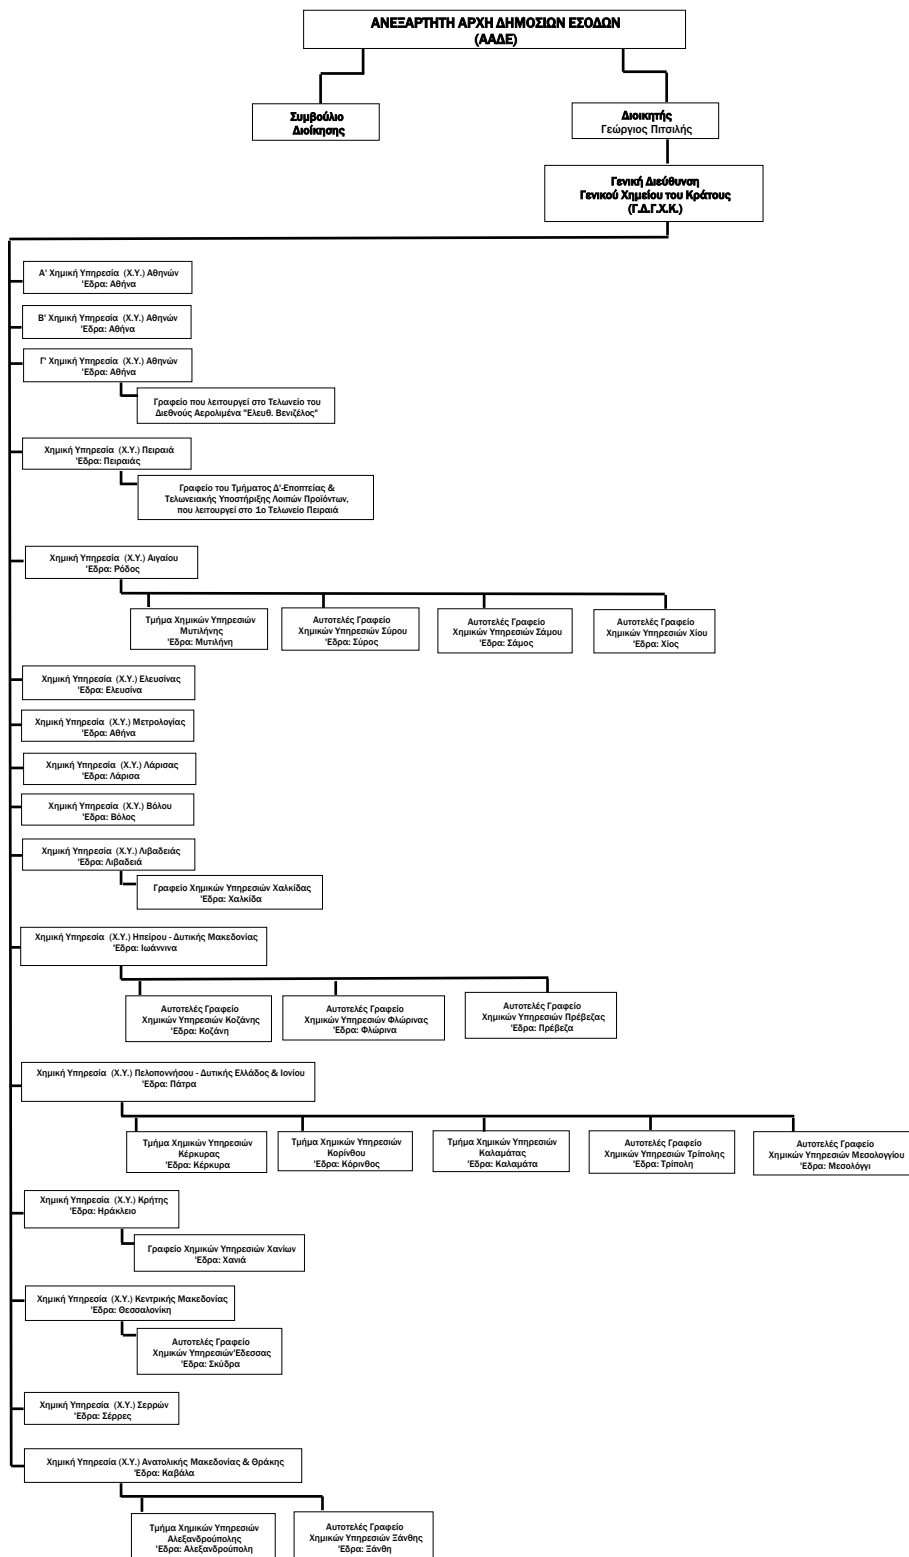 ΑΝΕΞΑΡΤΗΤΗ ΑΡΧΗ ΔΗΜΟΣΙΩΝ ΕΣΟΔΩΝ
(ΑΑΔΕ)
Συμβούλιο
Διοίκησης
Διοικητής
Γεώργιος Πιτσιλής
Γενική Διεύθυνση
Γενικού Χημείου του Κράτους
(Γ.Δ.Γ.Χ.Κ.)
Α' Χημική Υπηρεσία (Χ.Υ.) Αθηνών
Έδρα: Αθήνα
Β' Χημική Υπηρεσία (Χ.Υ.) Αθηνών
Έδρα: Αθήνα
Γ' Χημική Υπηρεσία (Χ.Υ.) Αθηνών
Έδρα: Αθήνα
Γραφείο που λειτουργεί στο Τελωνείο του
Διεθνούς Αερολιμένα "Ελευθ. Βενιζέλος"
Χημική Υπηρεσία (Χ.Υ.) Πειραιά
Έδρα: Πειραιάς
Γραφείο του Τμήματος Δ'-Εποπτείας &
Τελωνειακής Υποστήριξης Λοιπών Προϊόντων,
που λειτουργεί στο 1ο Τελωνείο Πειραιά
Χημική Υπηρεσία (Χ.Υ.) Αιγαίου
Έδρα: Ρόδος
Τμήμα Χημικών Υπηρεσιών
Μυτιλήνης
Έδρα: Μυτιλήνη
Αυτοτελές Γραφείο
Χημικών Υπηρεσιών Σύρου
Έδρα: Σύρος
Αυτοτελές Γραφείο
Χημικών Υπηρεσιών Σάμου
Έδρα: Σάμος
Αυτοτελές Γραφείο
Χημικών Υπηρεσιών Χίου
Έδρα: Χίος
Χημική Υπηρεσία (Χ.Υ.) Ελευσίνας
Έδρα: Ελευσίνα
Χημική Υπηρεσία (Χ.Υ.) Μετρολογίας
Έδρα: Αθήνα
Χημική Υπηρεσία (Χ.Υ.) Λάρισας
Έδρα: Λάρισα
Χημική Υπηρεσία (Χ.Υ.) Βόλου
Έδρα: Βόλος
Χημική Υπηρεσία (Χ.Υ.) Λιβαδειάς
Έδρα: Λιβαδειά
Γραφείο Χημικών Υπηρεσιών Χαλκίδας
Έδρα: Χαλκίδα
Χημική Υπηρεσία (Χ.Υ.) Ηπείρου - Δυτικής Μακεδονίας
Έδρα: Ιωάννινα
Αυτοτελές Γραφείο
Χημικών Υπηρεσιών Κοζάνης
Έδρα: Κοζάνη
Αυτοτελές Γραφείο
Χημικών Υπηρεσιών Φλώρινας
Έδρα: Φλώρινα
Αυτοτελές Γραφείο
Χημικών Υπηρεσιών Πρέβεζας
Έδρα: Πρέβεζα
Χημική Υπηρεσία (Χ.Υ.) Πελοποννήσου - Δυτικής Ελλάδος & Ιονίου
Έδρα: Πάτρα
Τμήμα Χημικών Υπηρεσιών
Κέρκυρας
Έδρα: Κέρκυρα
Τμήμα Χημικών Υπηρεσιών
Κορίνθου
Έδρα: Κόρινθος
Τμήμα Χημικών Υπηρεσιών
Καλαμάτας
Έδρα: Καλαμάτα
Αυτοτελές Γραφείο
Χημικών Υπηρεσιών Τρίπολης
Έδρα: Τρίπολη
Αυτοτελές Γραφείο
Χημικών Υπηρεσιών Μεσολογγίου
Έδρα: Μεσολόγγι
Χημική Υπηρεσία (Χ.Υ.) Κρήτης
Έδρα: Ηράκλειο
Γραφείο Χημικών Υπηρεσιών Χανίων
Έδρα: Χανιά
Χημική Υπηρεσία (Χ.Υ.) Κεντρικής Μακεδονίας
Έδρα: Θεσσαλονίκη
Αυτοτελές Γραφείο
Χημικών Υπηρεσιών Έδεσσας
Έδρα: Σκύδρα
Χημική Υπηρεσία (Χ.Υ.) Σερρών
Έδρα: Σέρρες
Χημική Υπηρεσία (Χ.Υ.) Ανατολικής Μακεδονίας & Θράκης
Έδρα: Καβάλα
Τμήμα Χημικών Υπηρεσιών
Αλεξανδρούπολης
Έδρα: Αλεξανδρούπολη
Αυτοτελές Γραφείο
Χημικών Υπηρεσιών Ξάνθης
Έδρα: Ξάνθη